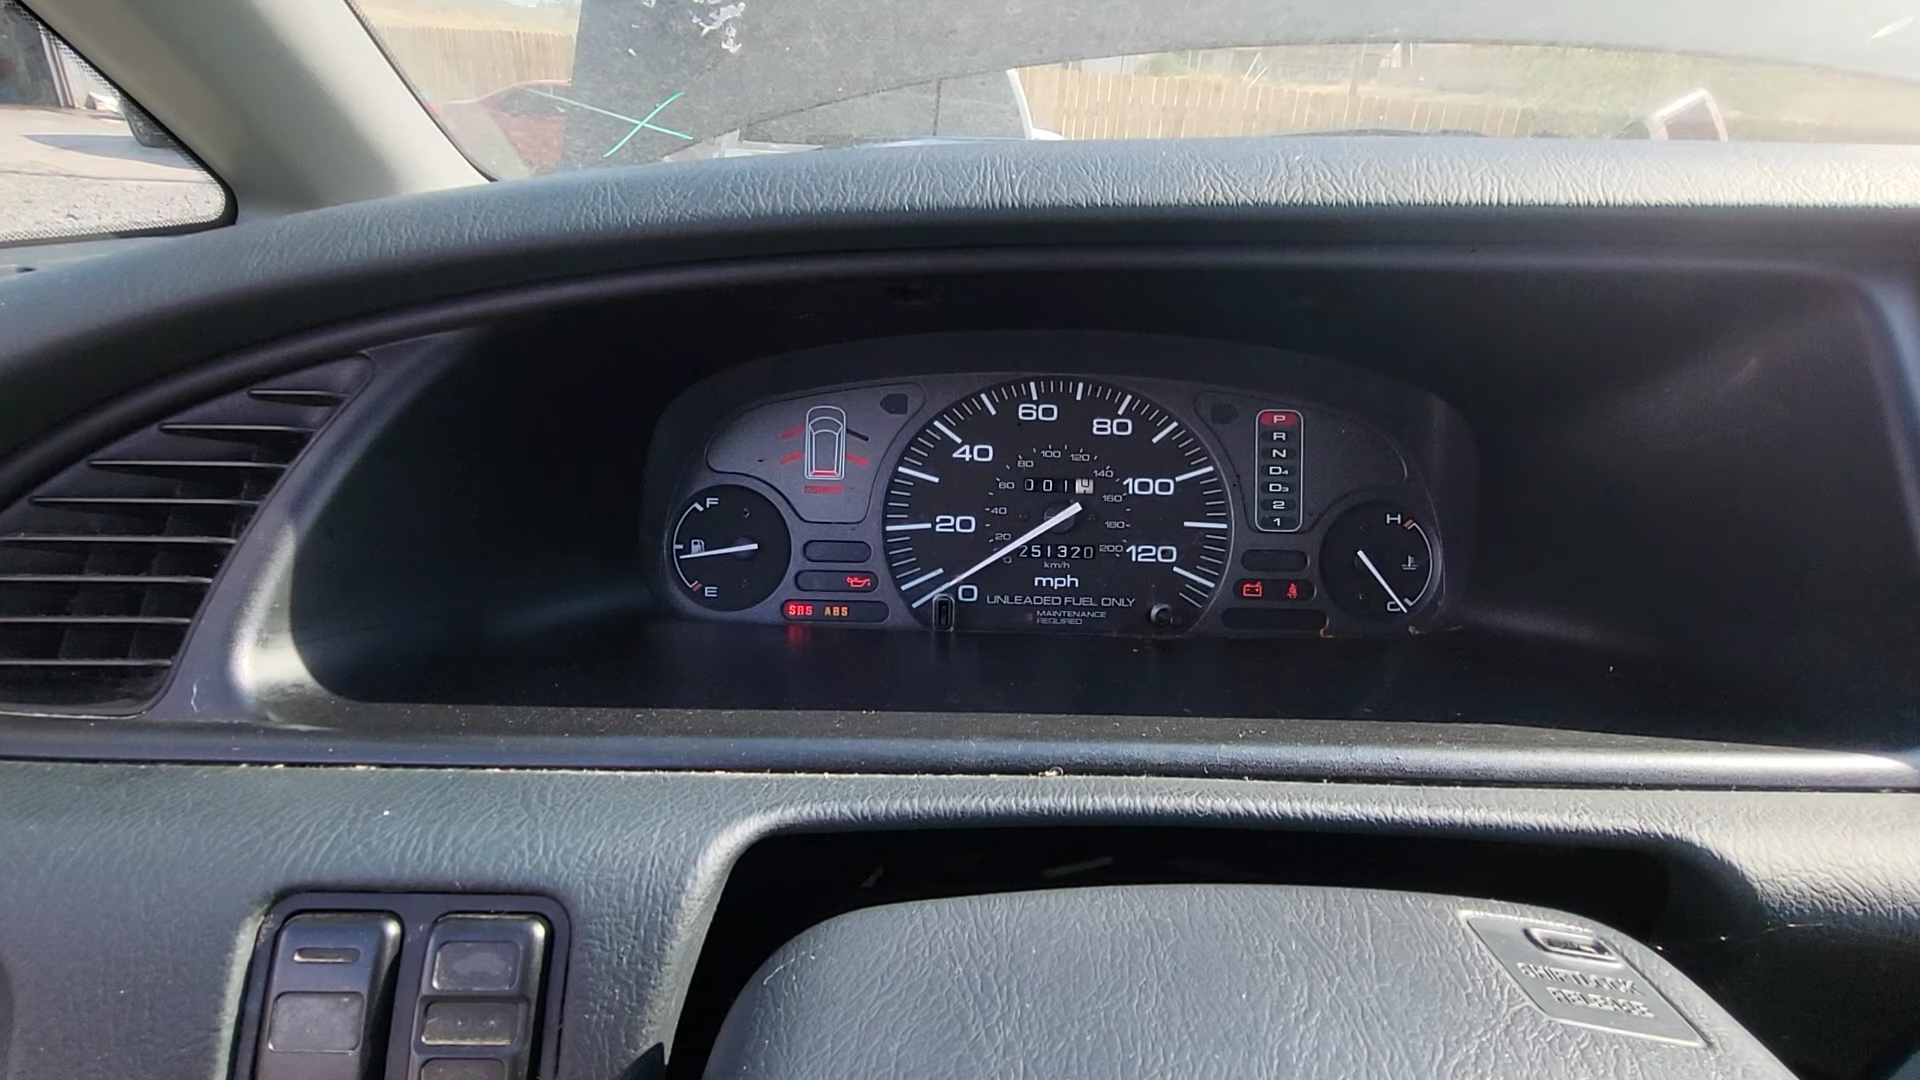 F
E
SRS ABS
0
20
40
60
80
100
120
0
20
40
60
80
100
120
140
160
180
200
001
251320
km/h
mph
UNLEADED FUEL ONLY
MAINTENANCE
REQUIRED
P
R
N
D4
D3
2
1
H
C
SHIFT LOCK
RELEASE